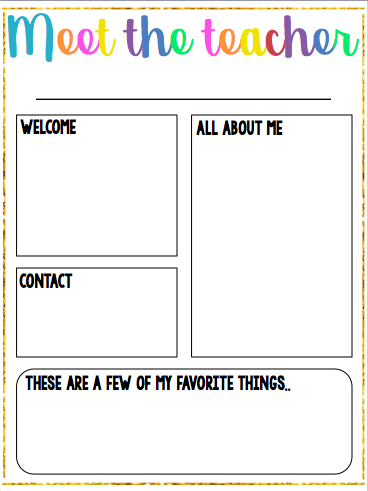 Meet the teacher
WELCOME
ALL ABOUT ME
CONTACT
THESE ARE A FEW OF MY FAVORITE THINGS..